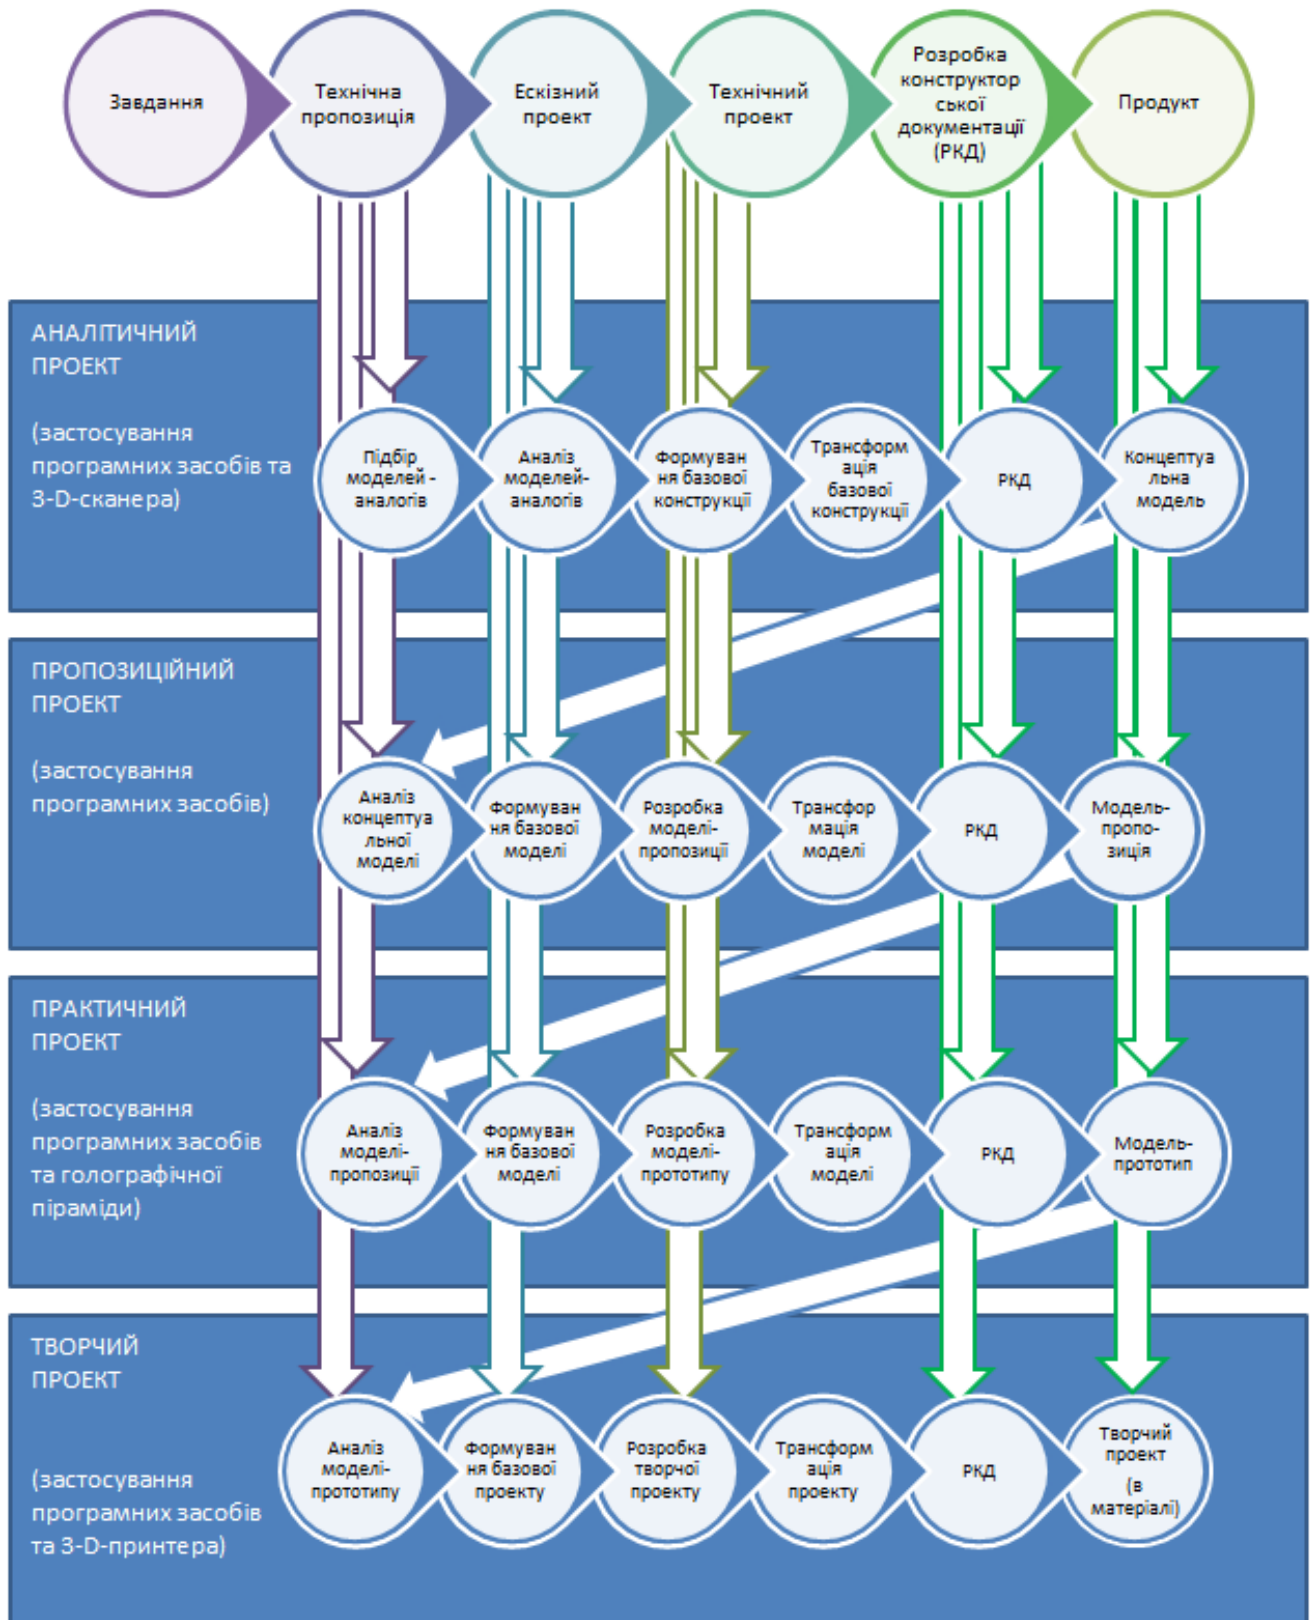 Завдання
Технічна
пропозиція
Ескізний
проект
Технічний
проект
Розробка
конструктор
ської
документації
(РКД)
Продукт
АНАЛІТИЧНИЙ
ПРОЕКТ
(застосування
програмних засобів та
3-D-сканера)
Підбір
моделей -
аналогів
Аналіз
моделей-
аналогів
Формуван
ня базової
конструкції
Трансформ
ація
базової
конструкції
РКД
Концептуа
льна
модель
ПРОПОЗИЦІЙНИЙ
ПРОЕКТ
(застосування
програмних засобів)
Аналіз
концептуа
льної
моделі
Формуван
ня базової
моделі
Розробка
моделі-
пропозиції
Трансфор
мація
моделі
РКД
Модель-
пропо-
зиція
ПРАКТИЧНИЙ
ПРОЕКТ
(застосування
програмних засобів
та голографічної
піраміди)
Аналіз
моделі-
пропозиції
Формуван
ня базової
моделі
Розробка
моделі-
прототипу
Трансформ
ація
моделі
РКД
Модель-
прототип
ТВОРЧИЙ
ПРОЕКТ
(застосування
програмних засобів
та 3-D-принтера)
Аналіз
моделі-
прототипу
Формуван
ня базової
проекту
Розробка
творчої
проекту
Трансформ
ація
проекту
РКД
Творчий
проект
(в
матеріалі)